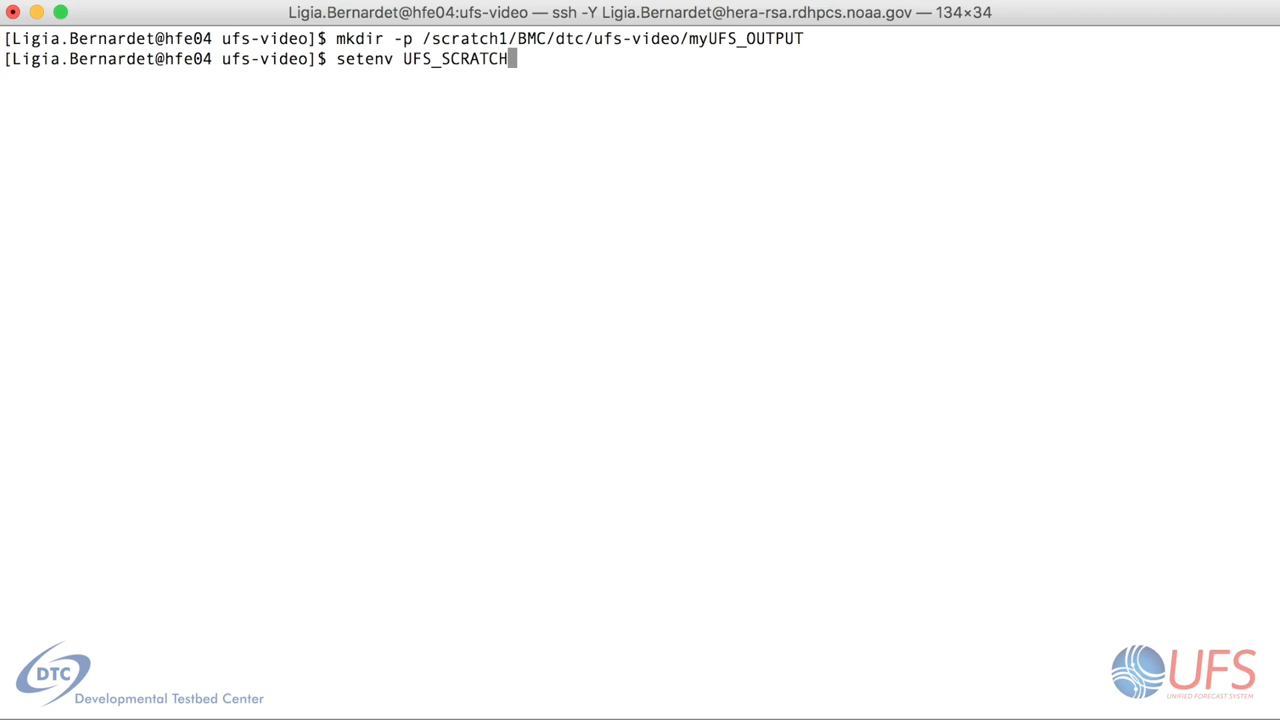 Ligia.Bernardet@hfe04:ufs-video — ssh -Y Ligia.Bernardet@hera-rsa.rdhpcs.noaa.gov — 134×34
[Ligia.Bernardet@hfe04 ufs-video]$ mkdir -p /scratch1/BMC/dtc/ufs-video/myUFS_OUTPUT
[Ligia.Bernardet@hfe04 ufs-video]$ setenv UFS_SCRATCH
DTC
Developmental Testbed Center
UFS
UNIFIED FORECAST SYSTEM